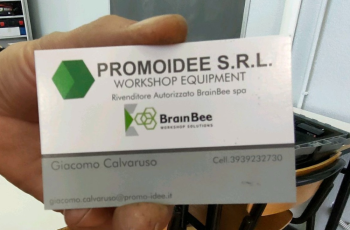 PROMOIDEE S.R.L.
WORKSHOP EQUIPMENT
Rivenditore Autorizzato BrainBee spa
BrainBee
WORKSHOP SOLUTIONS
Giacomo Calvaruso
Cell:3939232730
giacomo.calvaruso@promo-idee.it